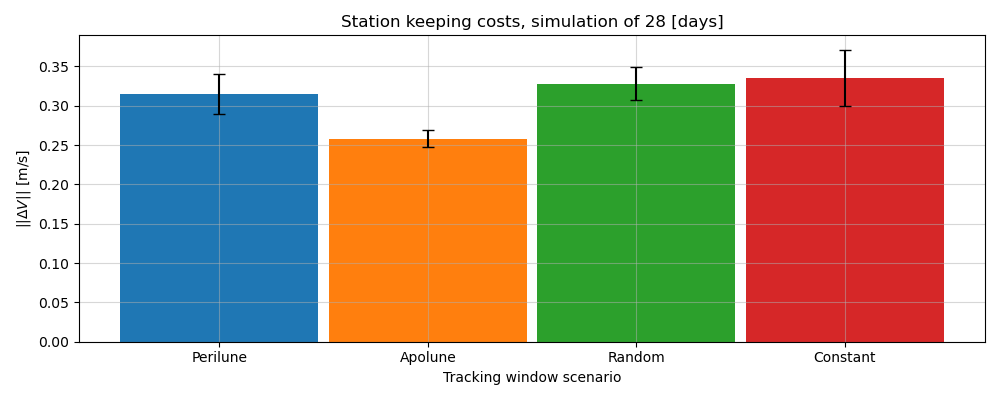 Station keeping costs, simulation of 28 [days]
||ΔV|| [m/s]
0.35
0.30
0.25
0.20
0.15
0.10
0.05
0.00
Perilune Apolune Random Constant
Tracking window scenario